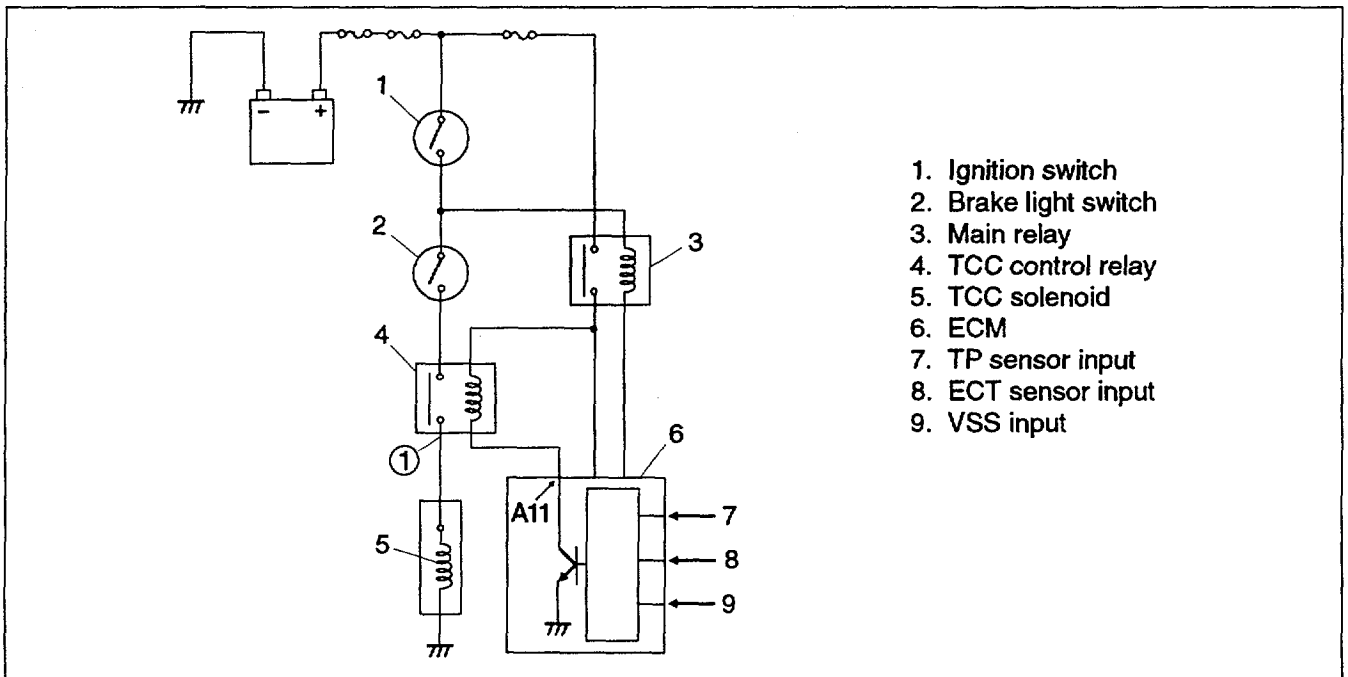 - +
1
2
3
4
①
5
6
A11
7
8
9
1. Ignition switch
2. Brake light switch
3. Main relay
4. TCC control relay
5. TCC solenoid
6. ECM
7. TP sensor input
8. ECT sensor input
9. VSS input